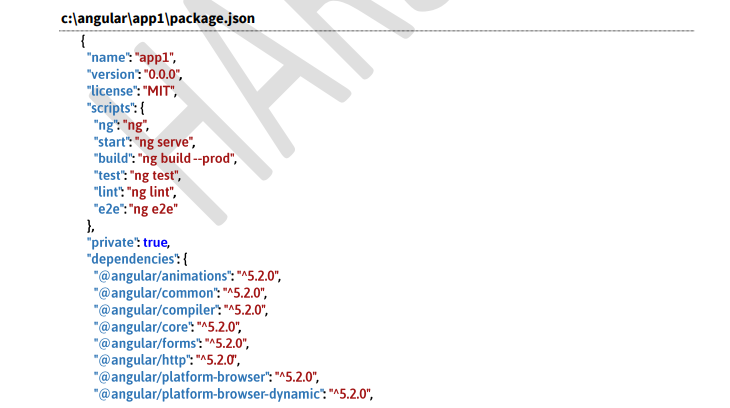 c:\angular\app1\package.json
{
"name": "app1",
"version": "0.0.0",
"license": "MIT",
"scripts": {
"ng": "ng",
"start": "ng serve",
"build": "ng build --prod",
"test": "ng test",
"lint": "ng lint",
"e2e": "ng e2e"
},
"private": true,
"dependencies": {
"@angular/animations": "^5.2.0",
"@angular/common": "^5.2.0",
"@angular/compiler": "^5.2.0",
"@angular/core": "^5.2.0",
"@angular/forms": "^5.2.0",
"@angular/http": "^5.2.0",
"@angular/platform-browser": "^5.2.0",
"@angular/platform-browser-dynamic": "^5.2.0",